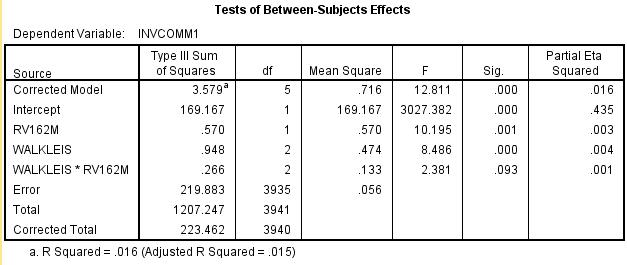 Tests of Between-Subjects Effects
Dependent Variable: INVCOMM1
Source Type III Sum of Squares df Mean Square F Sig. Partial Eta Squared
Corrected Model 3.579a 5 .716 12.811 .000 .016
Intercept 169.167 1 169.167 3027.382 .000 .435
RV162M .570 1 .570 10.195 .001 .003
WALKLEIS .948 2 .474 8.486 .000 .004
WALKLEIS * RV162M .266 2 .133 2.381 .093 .001
Error 219.883 3935 .056
Total 1207.247 3941
Corrected Total 223.462 3940
a. R Squared = .016 (Adjusted R Squared = .015)